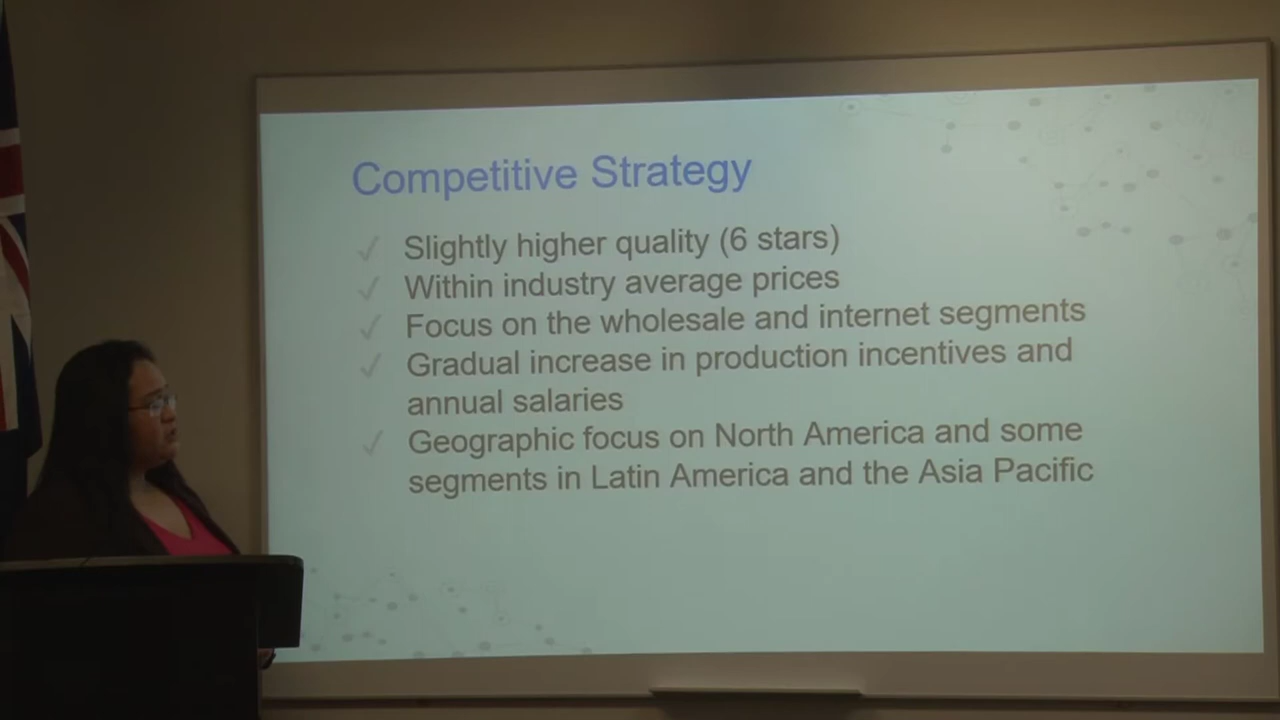 Competitive Strategy
✓ Slightly higher quality (6 stars)
✓ Within industry average prices
✓ Focus on the wholesale and internet segments
✓ Gradual increase in production incentives and
annual salaries
✓ Geographic focus on North America and some
segments in Latin America and the Asia Pacific